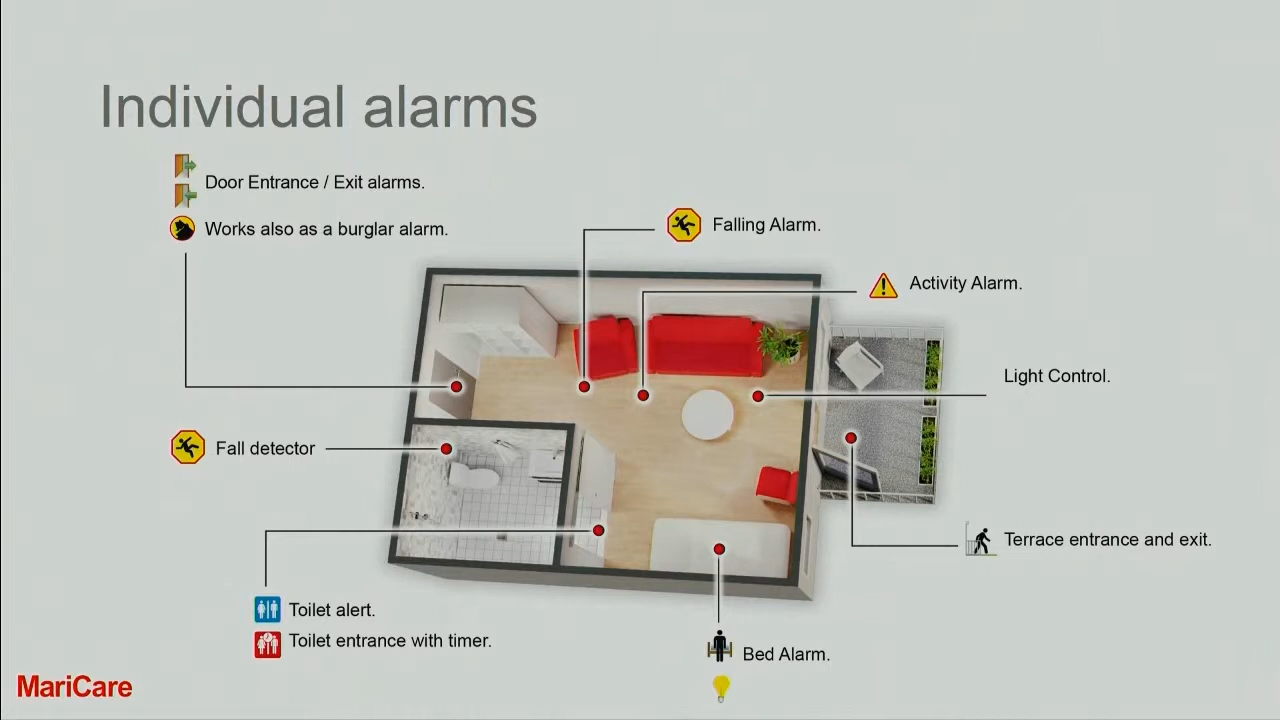 Individual alarms
Door Entrance / Exit alarms.
Works also as a burglar alarm.
Falling Alarm.
Activity Alarm.
Light Control.
Fall detector
Terrace entrance and exit.
Toilet alert.
Toilet entrance with timer.
Bed Alarm.
MariCare